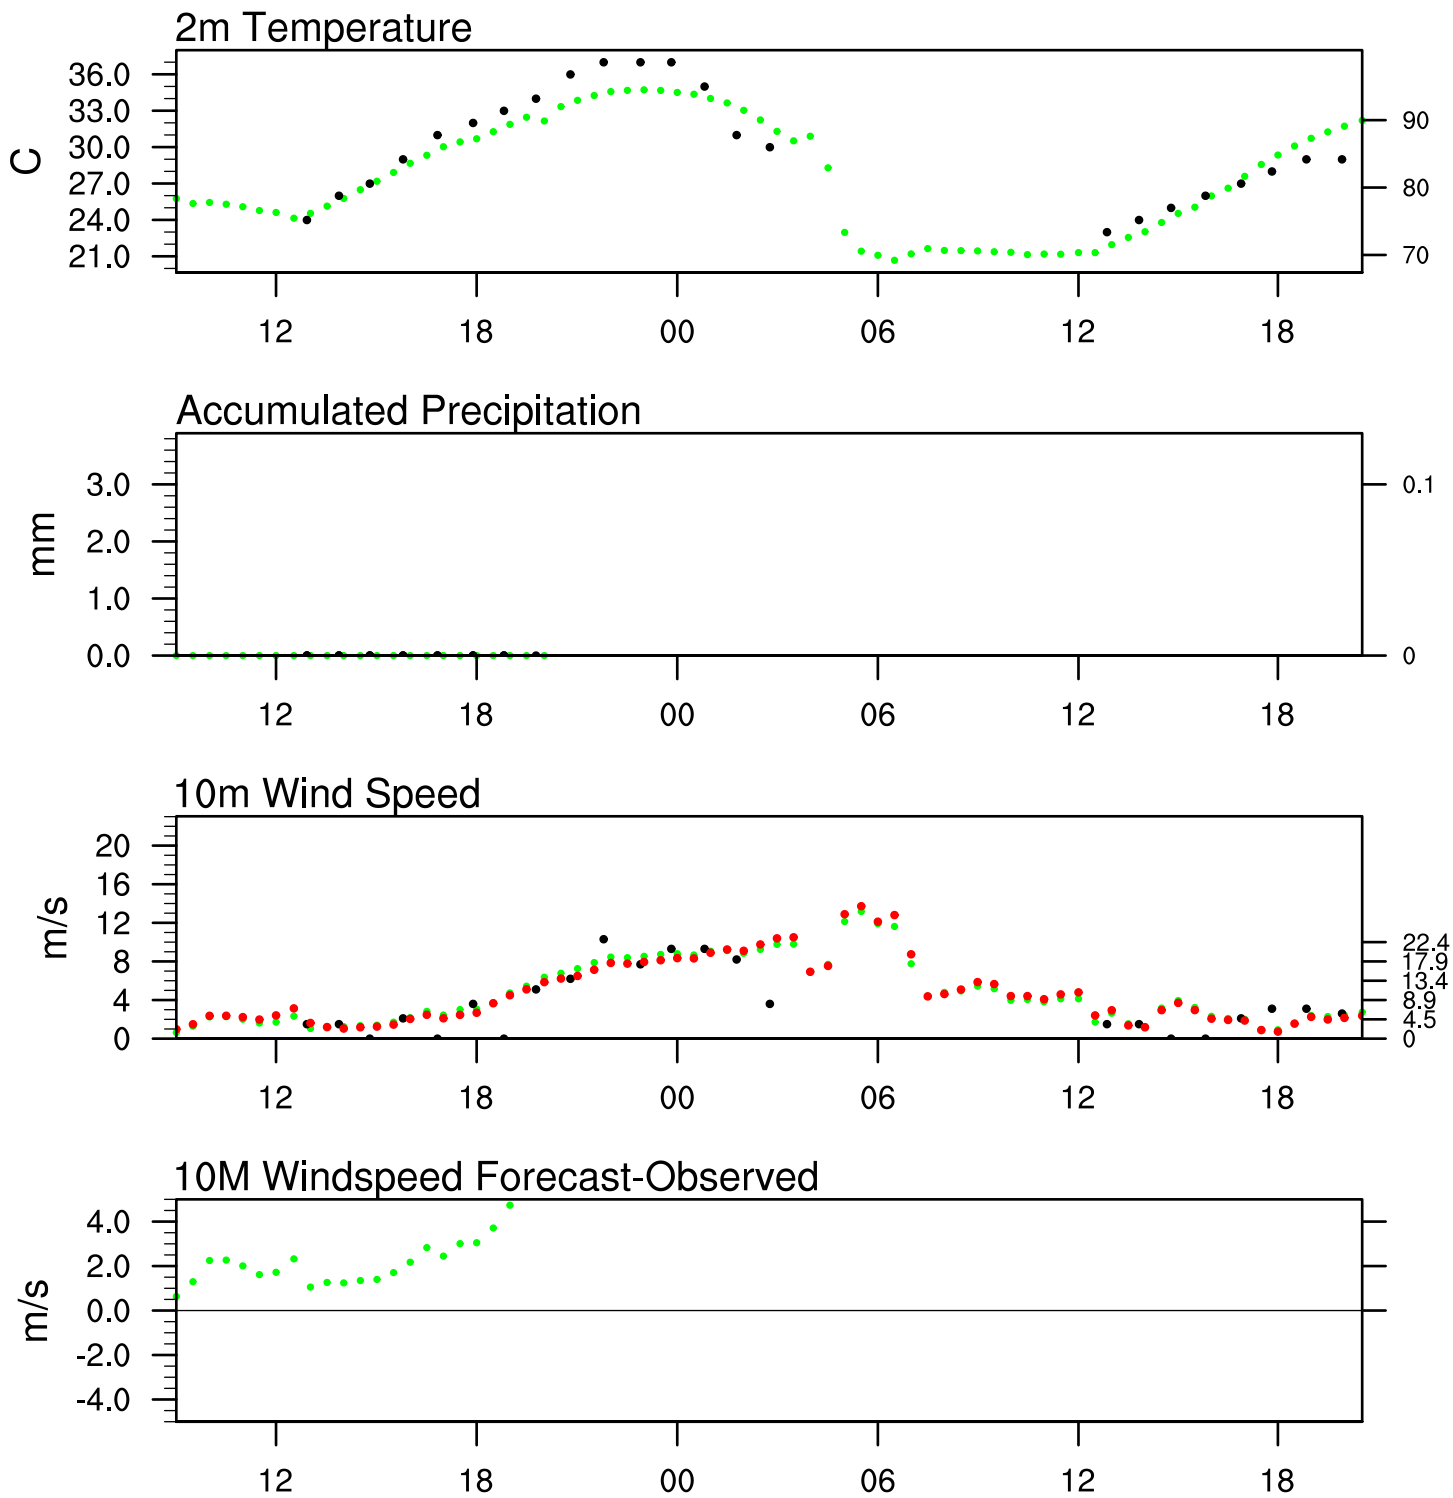 2m Temperature
36.0
33.0
30.0
27.0
24.0
21.0
C
90
80
70
12 18 00 06 12 18
Accumulated Precipitation
3.0
2.0
1.0
0.0
mm
0.1
0
12 18 00 06 12 18
10m Wind Speed
20
16
12
8
4
0
m/s
22.4
17.9
13.4
8.9
4.5
0
12 18 00 06 12 18
10M Windspeed Forecast-Observed
4.0
2.0
0.0
-2.0
-4.0
m/s
12 18 00 06 12 18